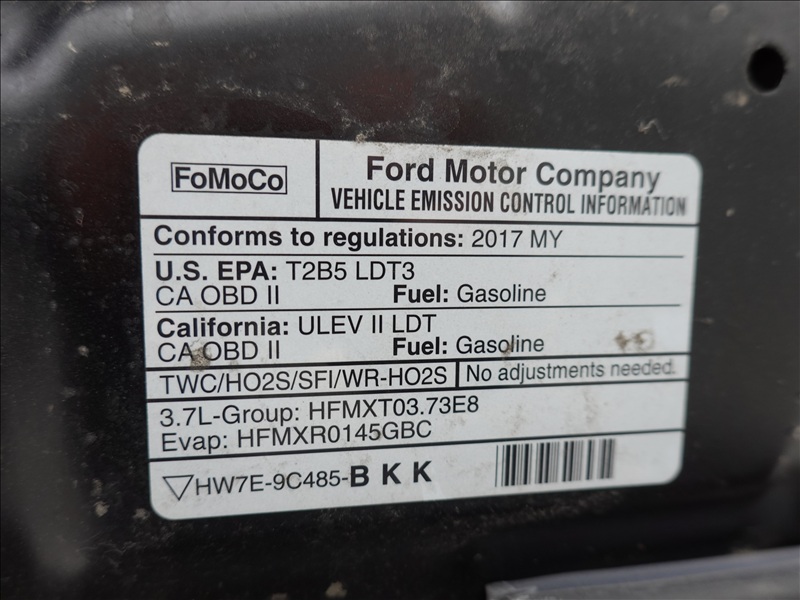 FoMoCo
Ford Motor Company
VEHICLE EMISSION CONTROL INFORMATION
Conforms to regulations: 2017 MY
U.S. EPA: T2B5 LDT3
CA OBD II Fuel: Gasoline
California: ULEV II LDT
CA OBD II Fuel: Gasoline
TWC/HO2S/SFI/WR-HO2S No adjustments needed.
3.7L-Group: HFMXT03.73E8
Evap: HFMXR0145GBC
HW7E-9C485-B K K